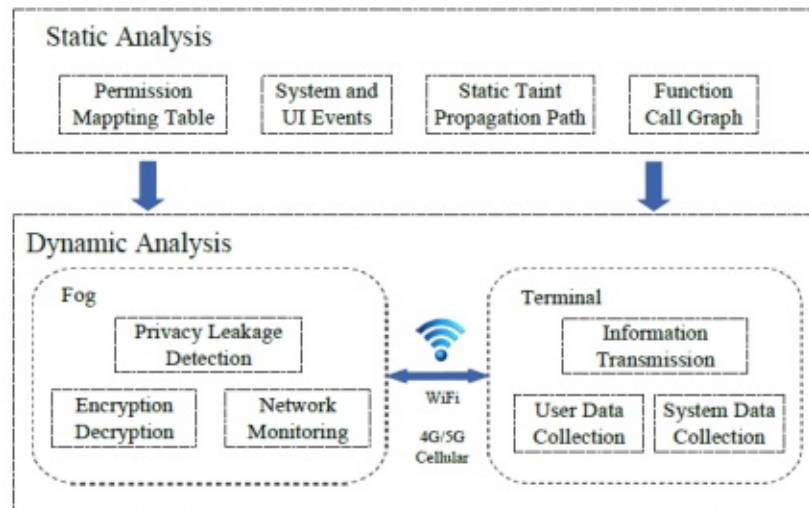 Static Analysis
Permission
Mappting Table
System and
UI Events
Static Taint
Propagation Path
Function
Call Graph
Dynamic Analysis
Fog
Privacy Leakage
Detection
Encryption
Decryption
Network
Monitoring
WiFi
4G/5G
Cellular
Terminal
Information
Transmission
User Data
Collection
System Data
Collection